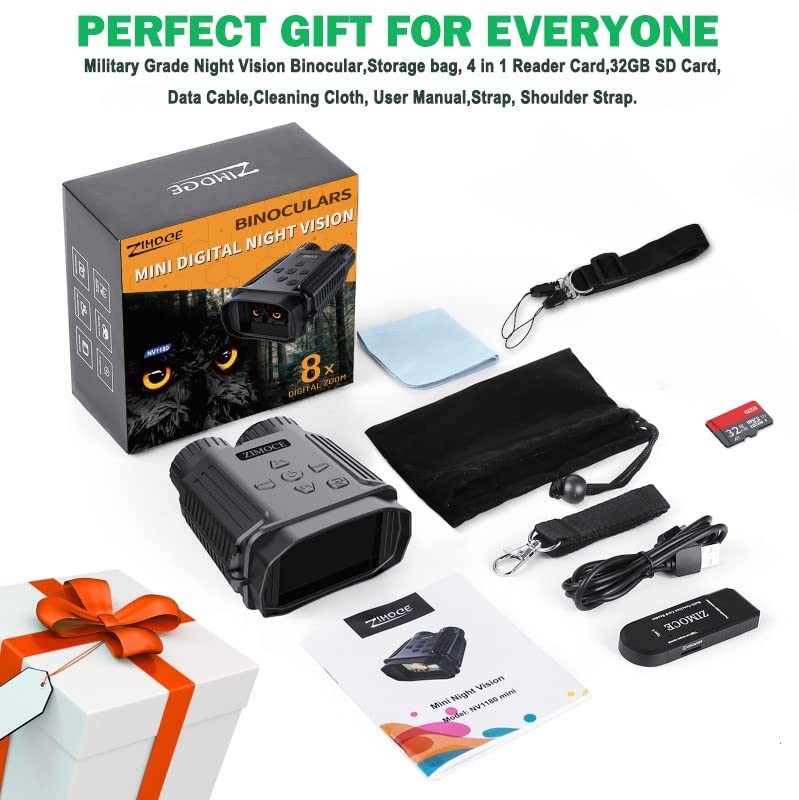 PERFECT GIFT FOR EVERYONE
Military Grade Night Vision Binocular,Storage bag, 4 in 1 Reader Card,32GB SD Card,
Data Cable,Cleaning Cloth, User Manual,Strap, Shoulder Strap.
ZIMOCE
ZIMOCE
BINOCULARS
MINI DIGITAL NIGHT VISION
NV1180
8x
DIGITAL ZOOM
ZIMOCE
32
ZIMOCE
ZIMOCE
Mini Night Vision
Model: NV1180 mini